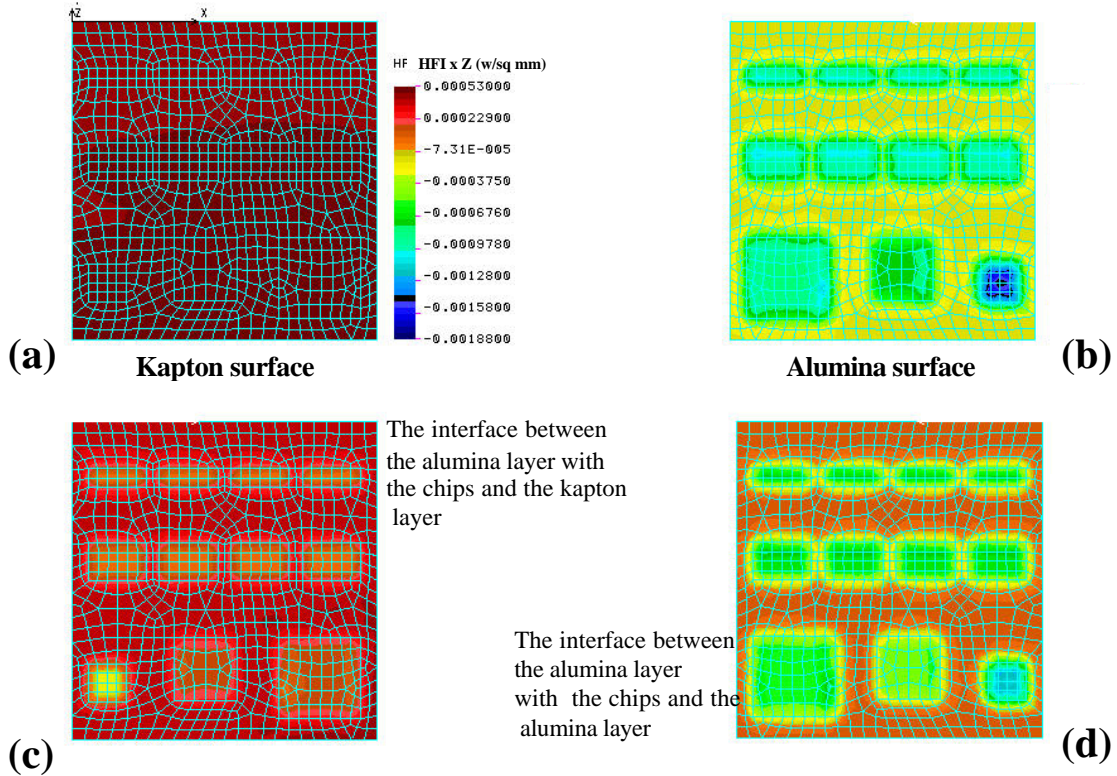 Z X
HF HFI x Z (w/sq mm)
0.00053000
0.00022900
-7.31E-005
-0.0003750
-0.0006760
-0.0009780
-0.0012800
-0.0015800
-0.0018800
(a)
Kapton surface
(b)
Alumina surface
The interface between
the alumina layer with
the chips and the kapton
layer
(c)
The interface between
the alumina layer
with the chips and the
alumina layer
(d)